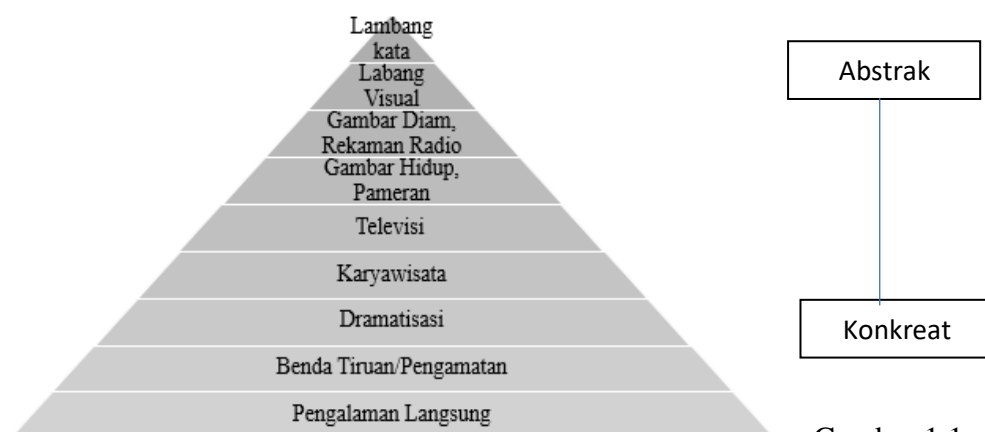 Lambang
kata
Labang
Visual
Gambar Diam,
Rekaman Radio
Gambar Hidup,
Pameran
Televisi
Karyawisata
Dramatisasi
Benda Tiruan/Pengamatan
Pengalaman Langsung
Abstrak
Konkreat